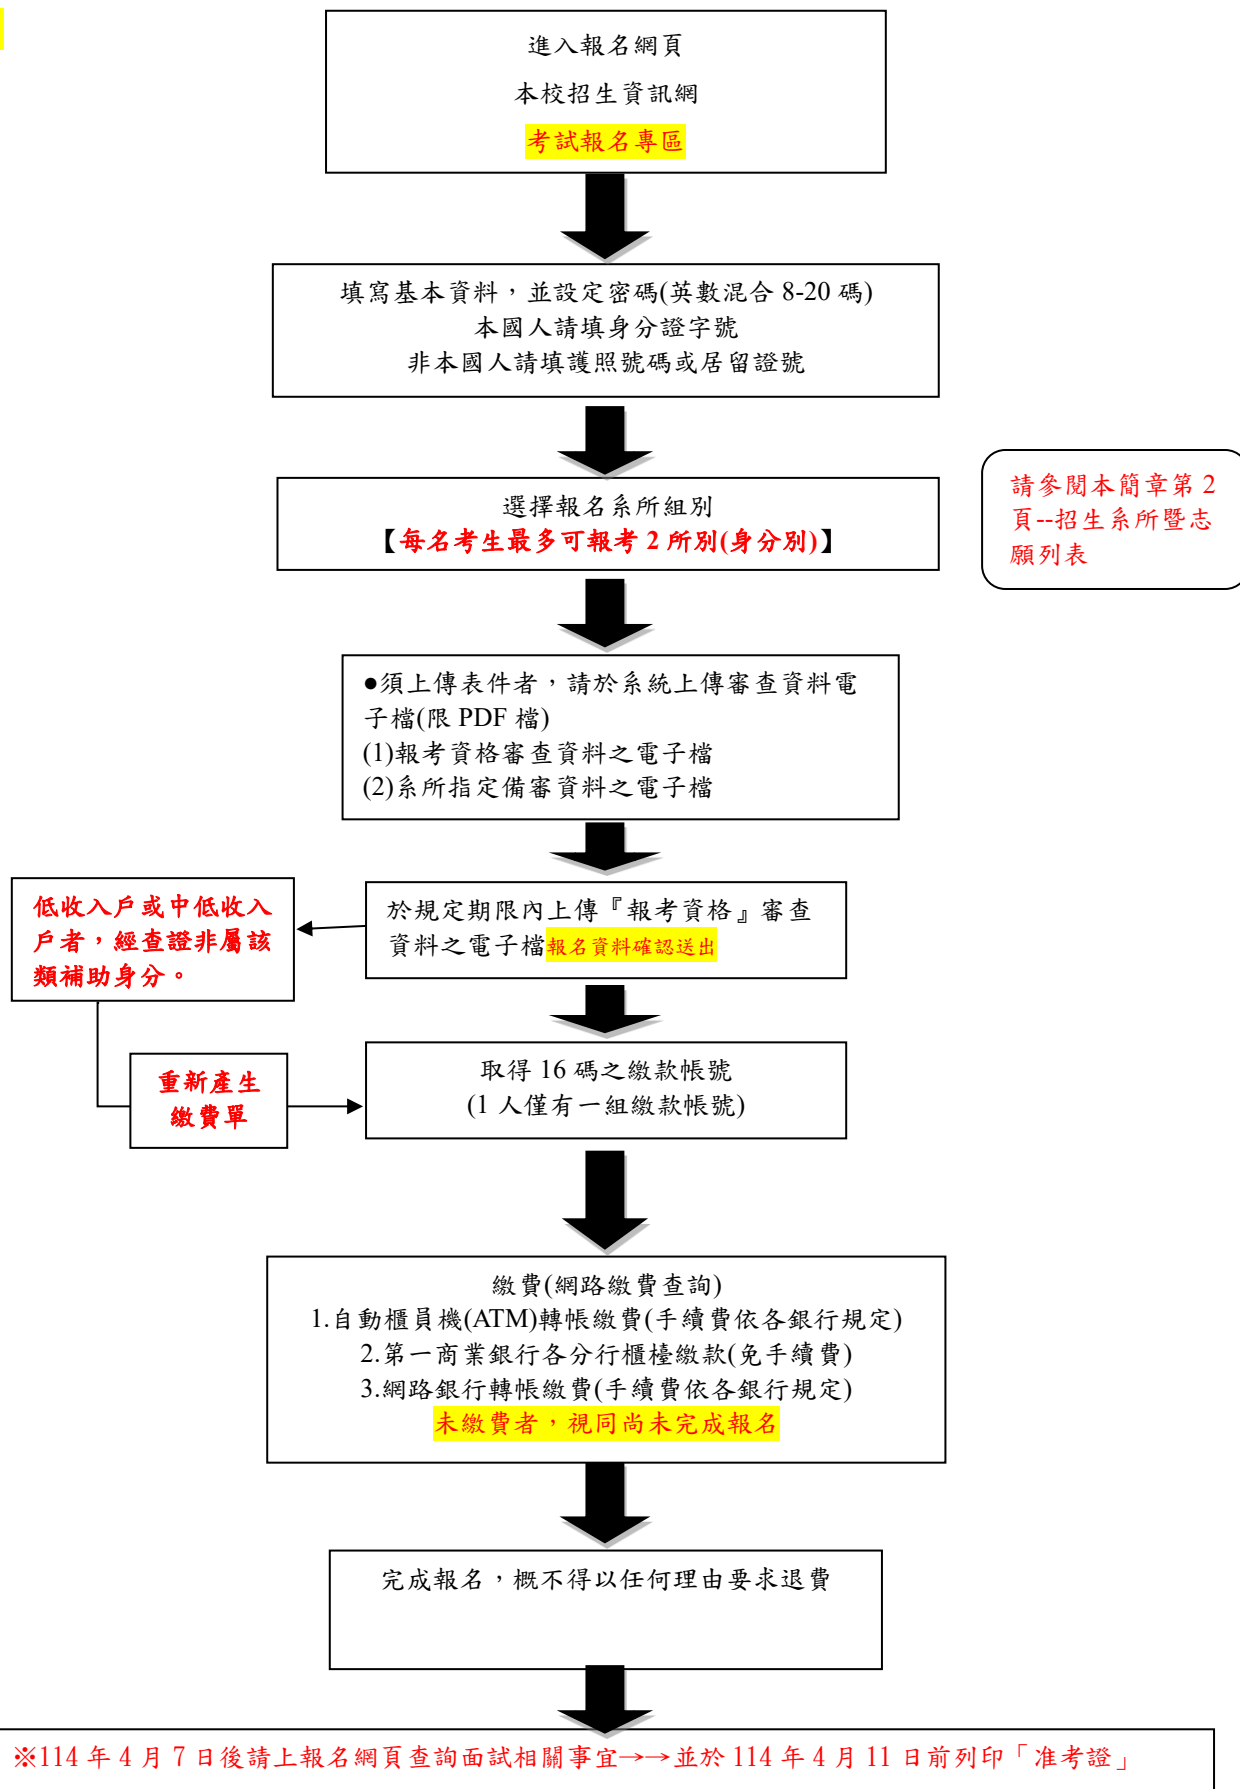 進入報名網頁
本校招生資訊網
考試報名專區
填寫基本資料，並設定密碼(英數混合 8-20 碼)
本國人請填身分證字號
非本國人請填護照號碼或居留證號
選擇報名系所組別
【每名考生最多可報考 2 所別(身分別)】
請參閱本簡章第 2
頁--招生系所暨志
願列表
●須上傳表件者，請於系統上傳審查資料電
子檔(限 PDF 檔)
(1)報考資格審查資料之電子檔
(2)系所指定備審資料之電子檔
於規定期限內上傳『報考資格』審查
資料之電子檔報名資料確認送出
低收入戶或中低收入
戶者，經查證非屬該
類補助身分。
重新產生
繳費單
取得 16 碼之繳款帳號
(1 人僅有一組繳款帳號)
繳費(網路繳費查詢)
1.自動櫃員機(ATM)轉帳繳費(手續費依各銀行規定)
2.第一商業銀行各分行櫃檯繳款(免手續費)
3.網路銀行轉帳繳費(手續費依各銀行規定)
未繳費者，視同尚未完成報名
完成報名，概不得以任何理由要求退費
※114 年 4 月 7 日後請上報名網頁查詢面試相關事宜→→並於 114 年 4 月 11 日前列印「准考證」